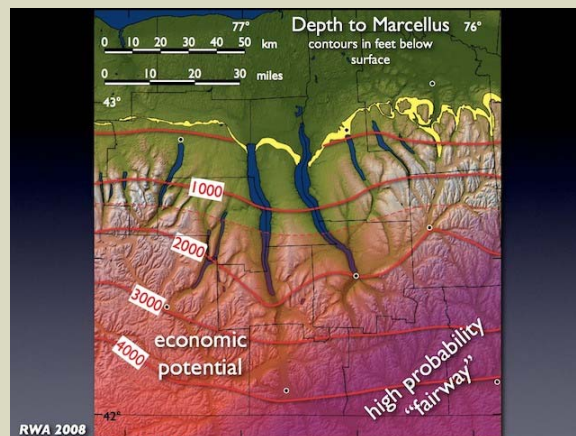 77°
Depth to Marcellus
76°
contours in feet below
surface
0 10 20 30 40 50 km
0 10 20 30 miles
43°
1000
2000
3000
4000
economic
potential
high probability
"fairway"
42°
RWA 2008